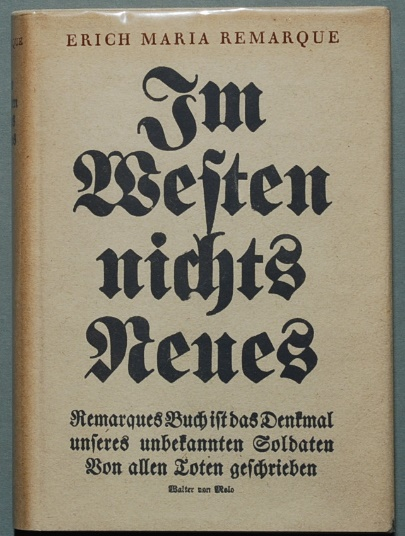 ERICH MARIA REMARQUE
Im
Weſten
nichts
Neues
Remarques Buch iſt das Denkmal
unſeres unbekannten Soldaten
Von allen Toten geſchrieben
Walter von Molo